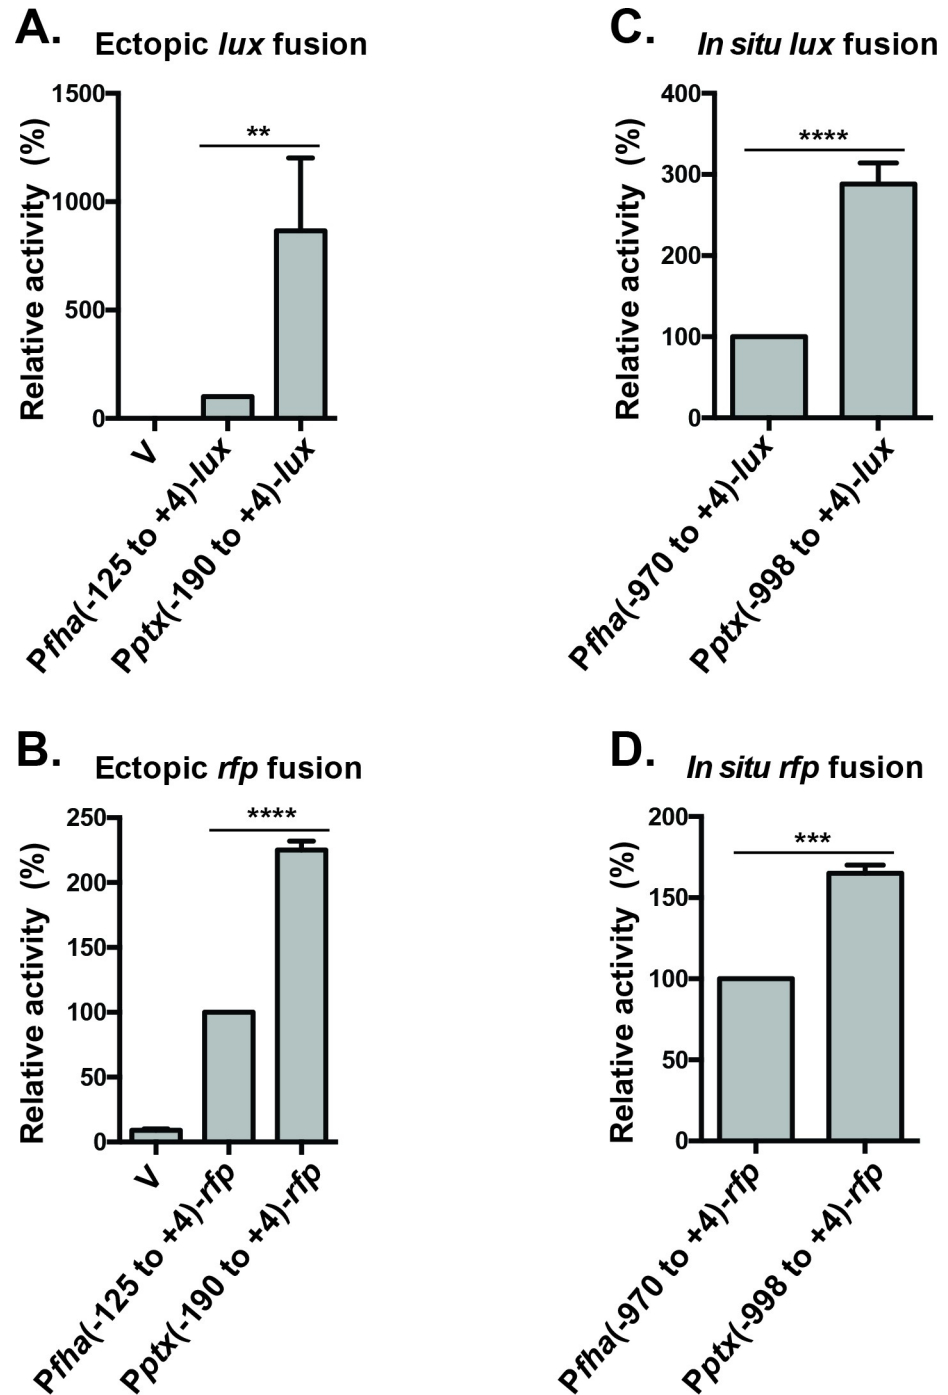 A.
Ectopic lux fusion
Relative activity (%)
1500
1000
500
0
**
V
Pfha(-125 to +4)-lux
Pptx(-190 to +4)-lux
C.
In situ lux fusion
Relative activity (%)
400
300
200
100
0
****
Pfha(-970 to +4)-lux
Pptx(-998 to +4)-lux
B.
Ectopic rfp fusion
Relative activity (%)
250
200
150
100
50
0
****
V
Pfha(-125 to +4)-rfp
Pptx(-190 to +4)-rfp
D.
In situ rfp fusion
Relative activity (%)
200
150
100
50
0
***
Pfha(-970 to +4)-rfp
Pptx(-998 to +4)-rfp